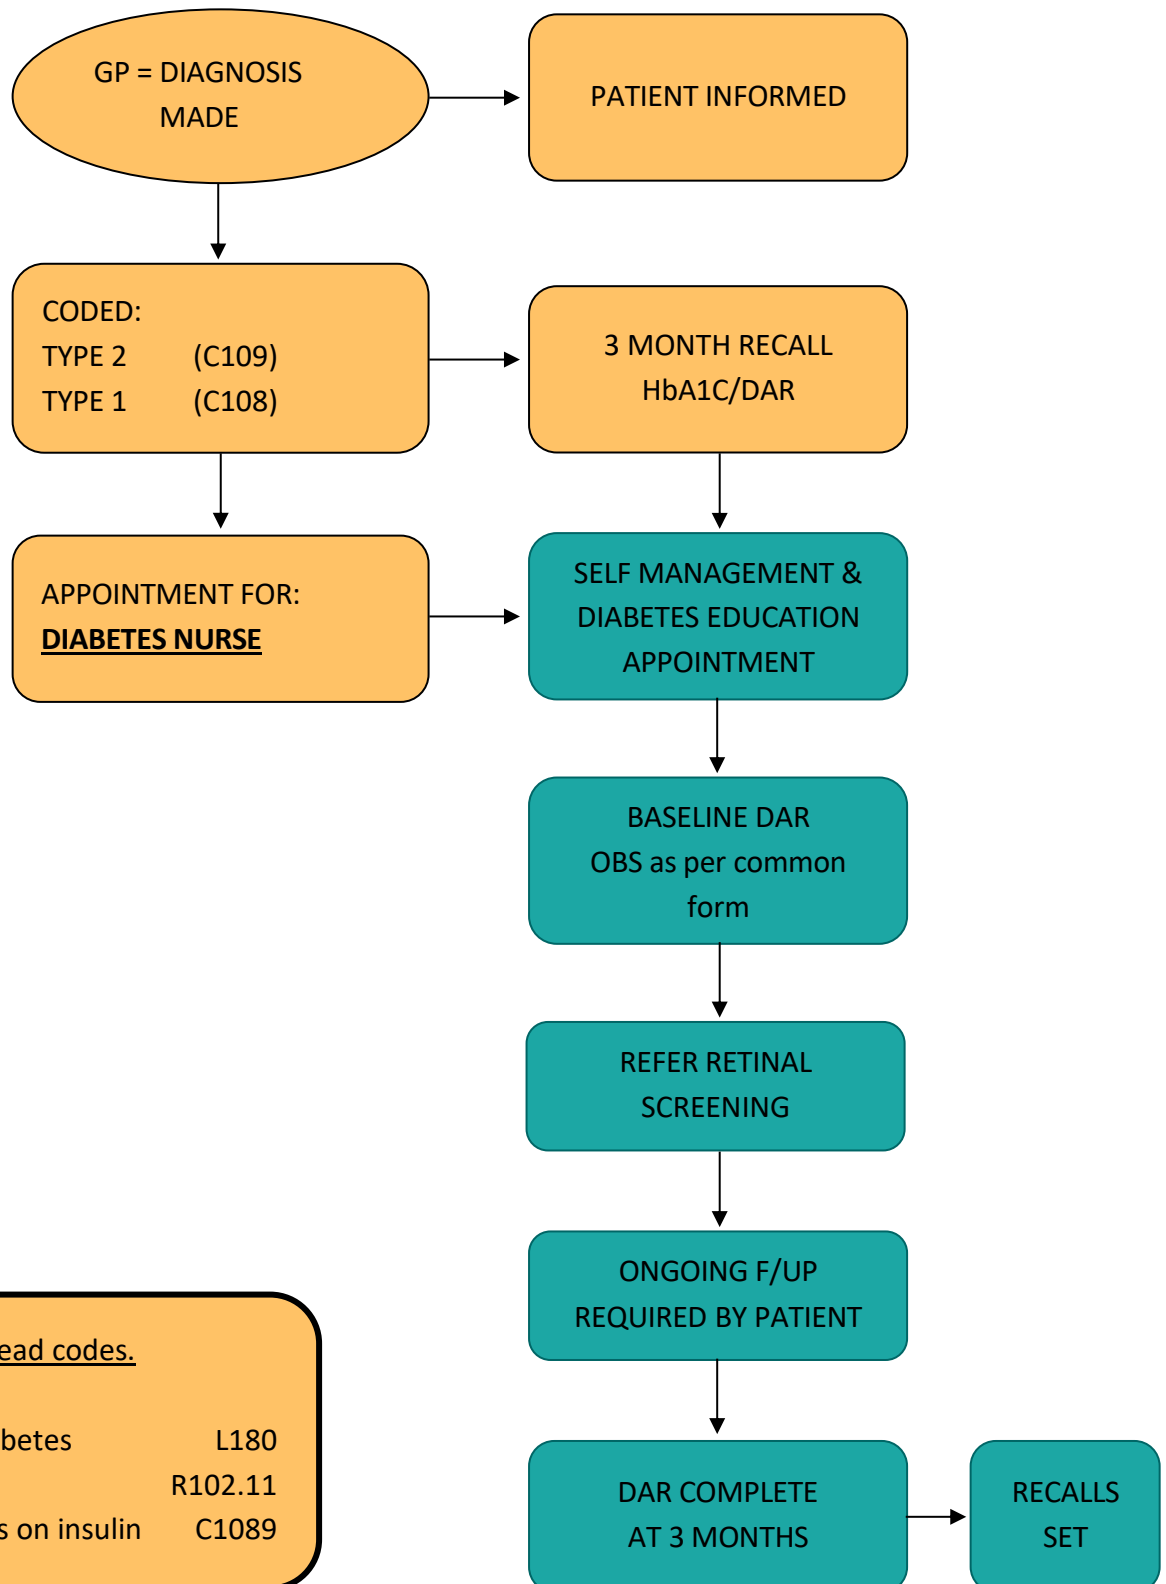 GP = DIAGNOSIS
MADE
PATIENT INFORMED
CODED:
TYPE 2 (C109)
TYPE 1 (C108)
3 MONTH RECALL
HbA1C/DAR
APPOINTMENT FOR:
DIABETES NURSE
SELF MANAGEMENT &
DIABETES EDUCATION
APPOINTMENT
BASELINE DAR
OBS as per common
form
REFER RETINAL
SCREENING
ONGOING F/UP
REQUIRED BY PATIENT
DAR COMPLETE
AT 3 MONTHS
RECALLS
SET
codes.
L180
R102.11
on insulin C1089